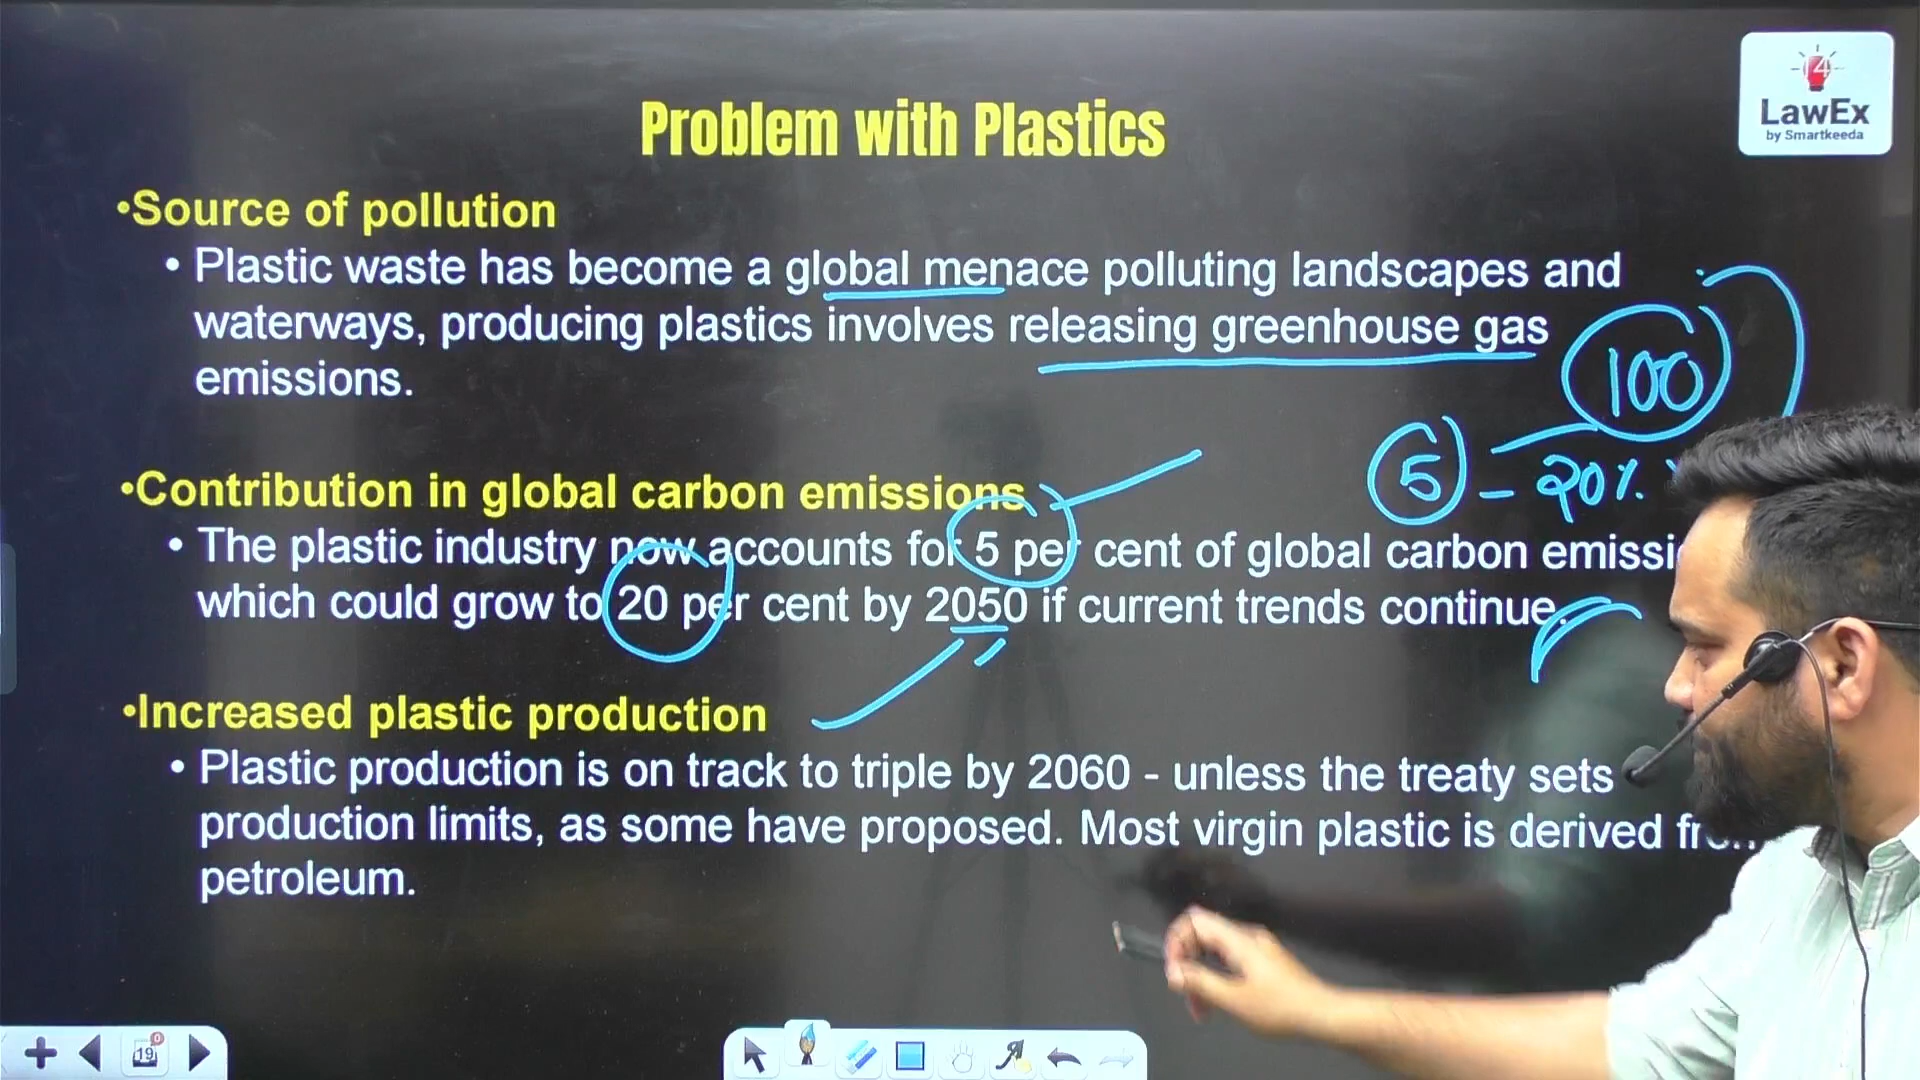 14
LawEx
by Smartkeeda
Problem with Plastics
•Source of pollution
• Plastic waste has become a global menace polluting landscapes and
waterways, producing plastics involves releasing greenhouse gas
emissions.
100
5 - 20%
•Contribution in global carbon emissions
• The plastic industry now accounts for 5 per cent of global carbon
which could grow to 20 per cent by 2050 if current trends continue.
•Increased plastic production
• Plastic production is on track to triple by 2060 - unless the treaty sets
production limits, as some have proposed. Most virgin plastic is derived
petroleum.
0
19